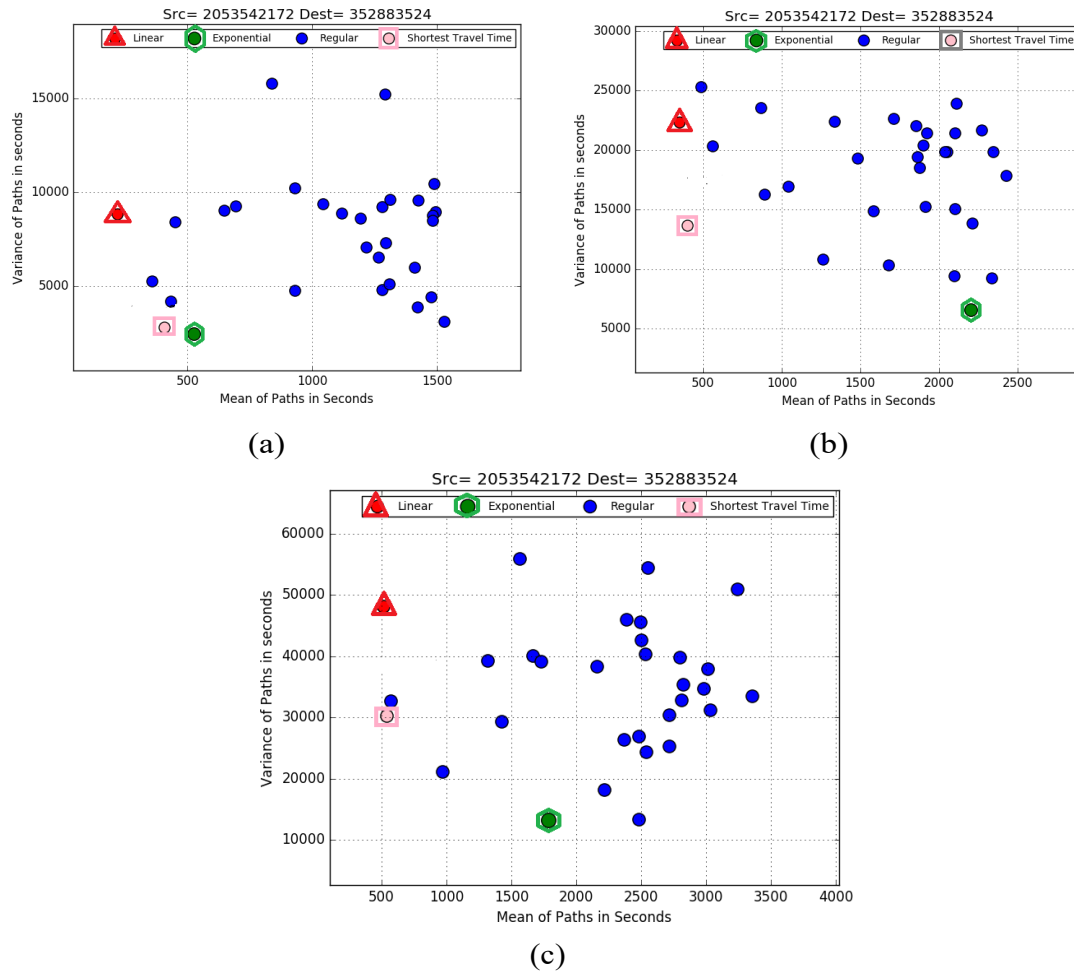 Src= 2053542172 Dest= 352883524
Linear Exponential Regular Shortest Travel Time
Variance of Paths in seconds
15000
10000
5000
500 1000 1500
Mean of Paths in Seconds
(a)
Src= 2053542172 Dest= 352883524
Linear Exponential Regular Shortest Travel Time
Variance of Paths in seconds
30000
25000
20000
15000
10000
5000
500 1000 1500 2000 2500
Mean of Paths in Seconds
(b)
Src= 2053542172 Dest= 352883524
Linear Exponential Regular Shortest Travel Time
Variance of Paths in seconds
60000
50000
40000
30000
20000
10000
500 1000 1500 2000 2500 3000 3500 4000
Mean of Paths in Seconds
(c)